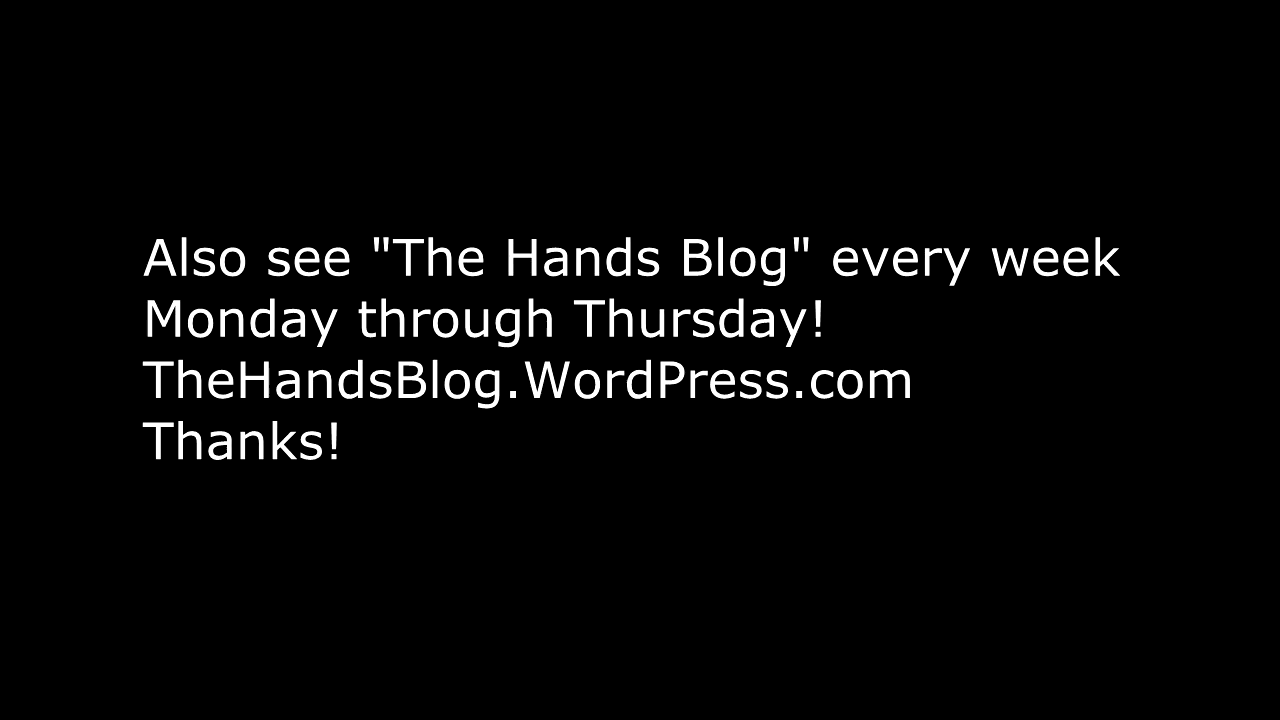 Also see "The Hands Blog" every week
Monday through Thursday!
TheHandsBlog.WordPress.com
Thanks!